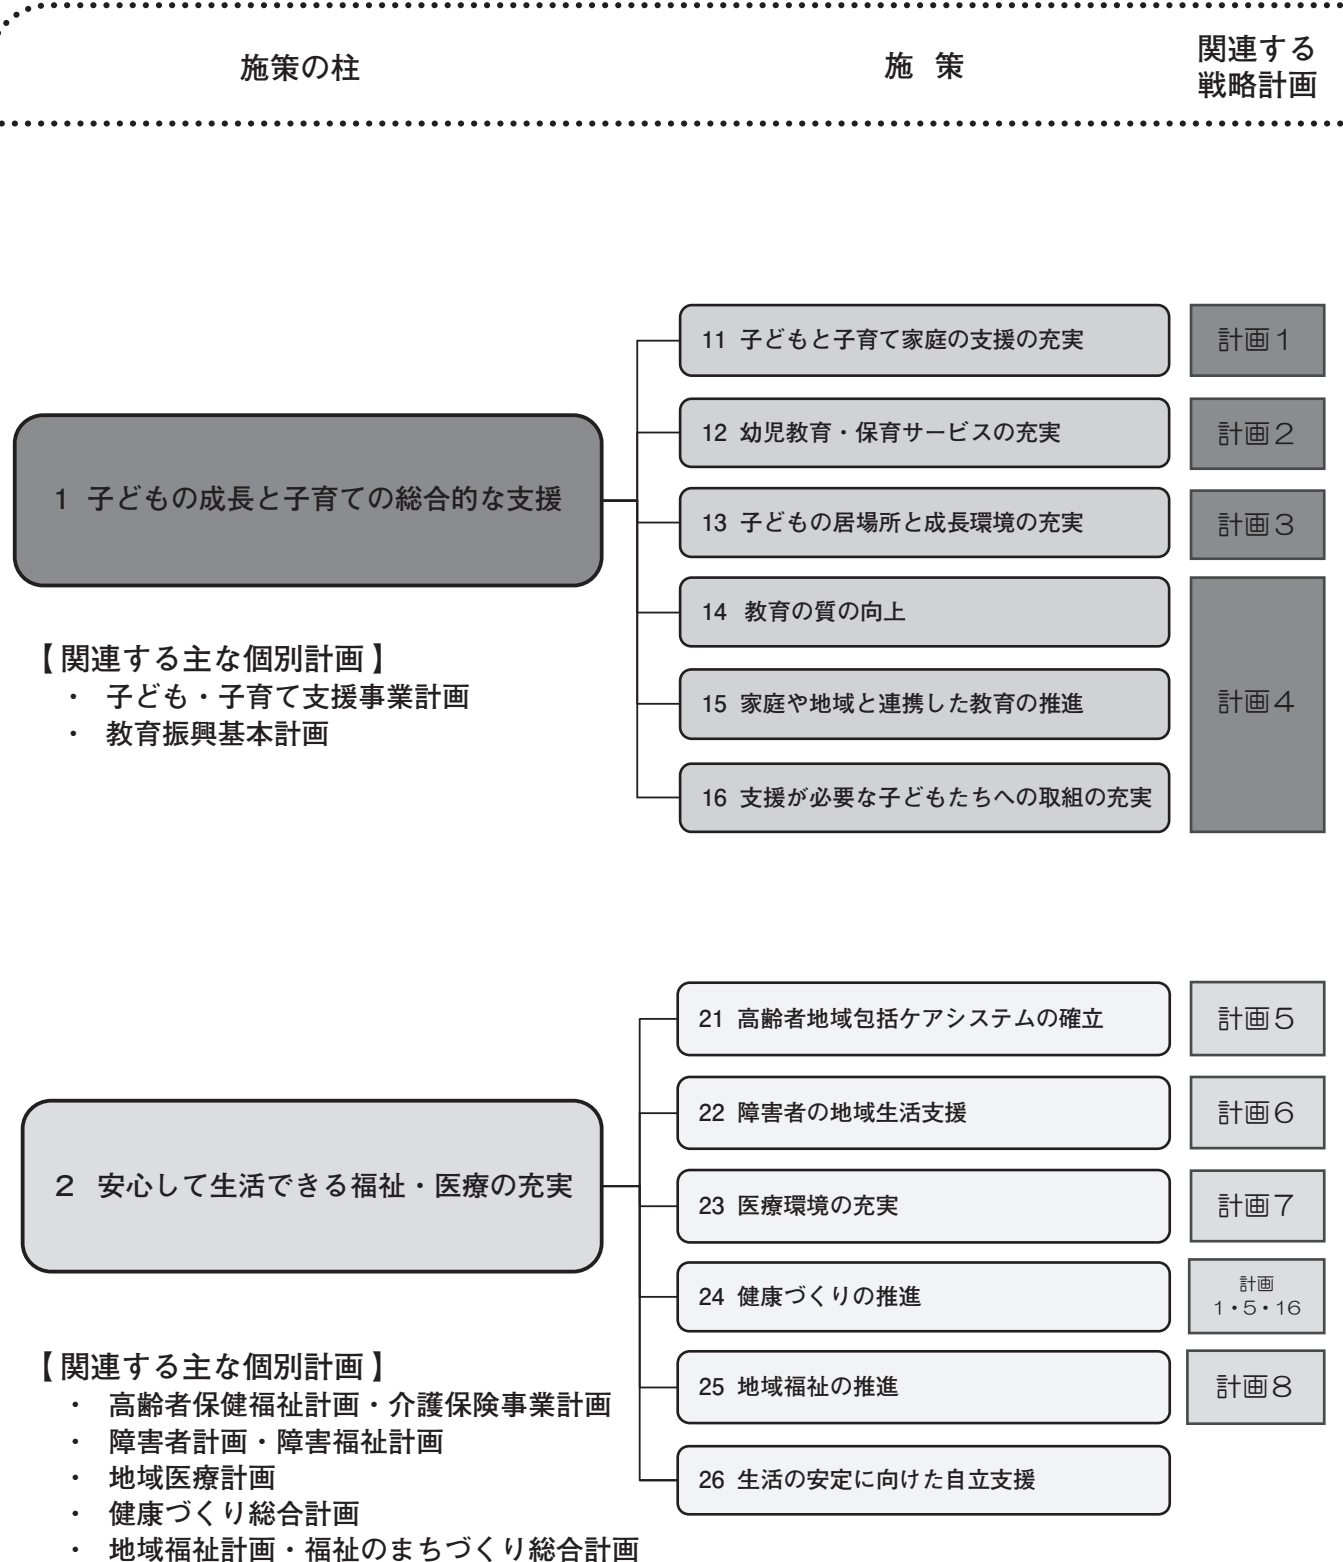 施策の柱
施 策
関連する
戦略計画
1 子どもの成長と子育ての総合的な支援
11 子どもと子育て家庭の支援の充実
計画1
12 幼児教育・保育サービスの充実
計画2
13 子どもの居場所と成長環境の充実
計画3
14 教育の質の向上
15 家庭や地域と連携した教育の推進
16 支援が必要な子どもたちへの取組の充実
計画4
【関連する主な個別計画】
・ 子ども・子育て支援事業計画
・ 教育振興基本計画
2 安心して生活できる福祉・医療の充実
21 高齢者地域包括ケアシステムの確立
計画5
22 障害者の地域生活支援
計画6
23 医療環境の充実
計画7
24 健康づくりの推進
計画
1・5・16
25 地域福祉の推進
計画8
26 生活の安定に向けた自立支援
【関連する主な個別計画】
・ 高齢者保健福祉計画・介護保険事業計画
・ 障害者計画・障害福祉計画
・ 地域医療計画
・ 健康づくり総合計画
・ 地域福祉計画・福祉のまちづくり総合計画